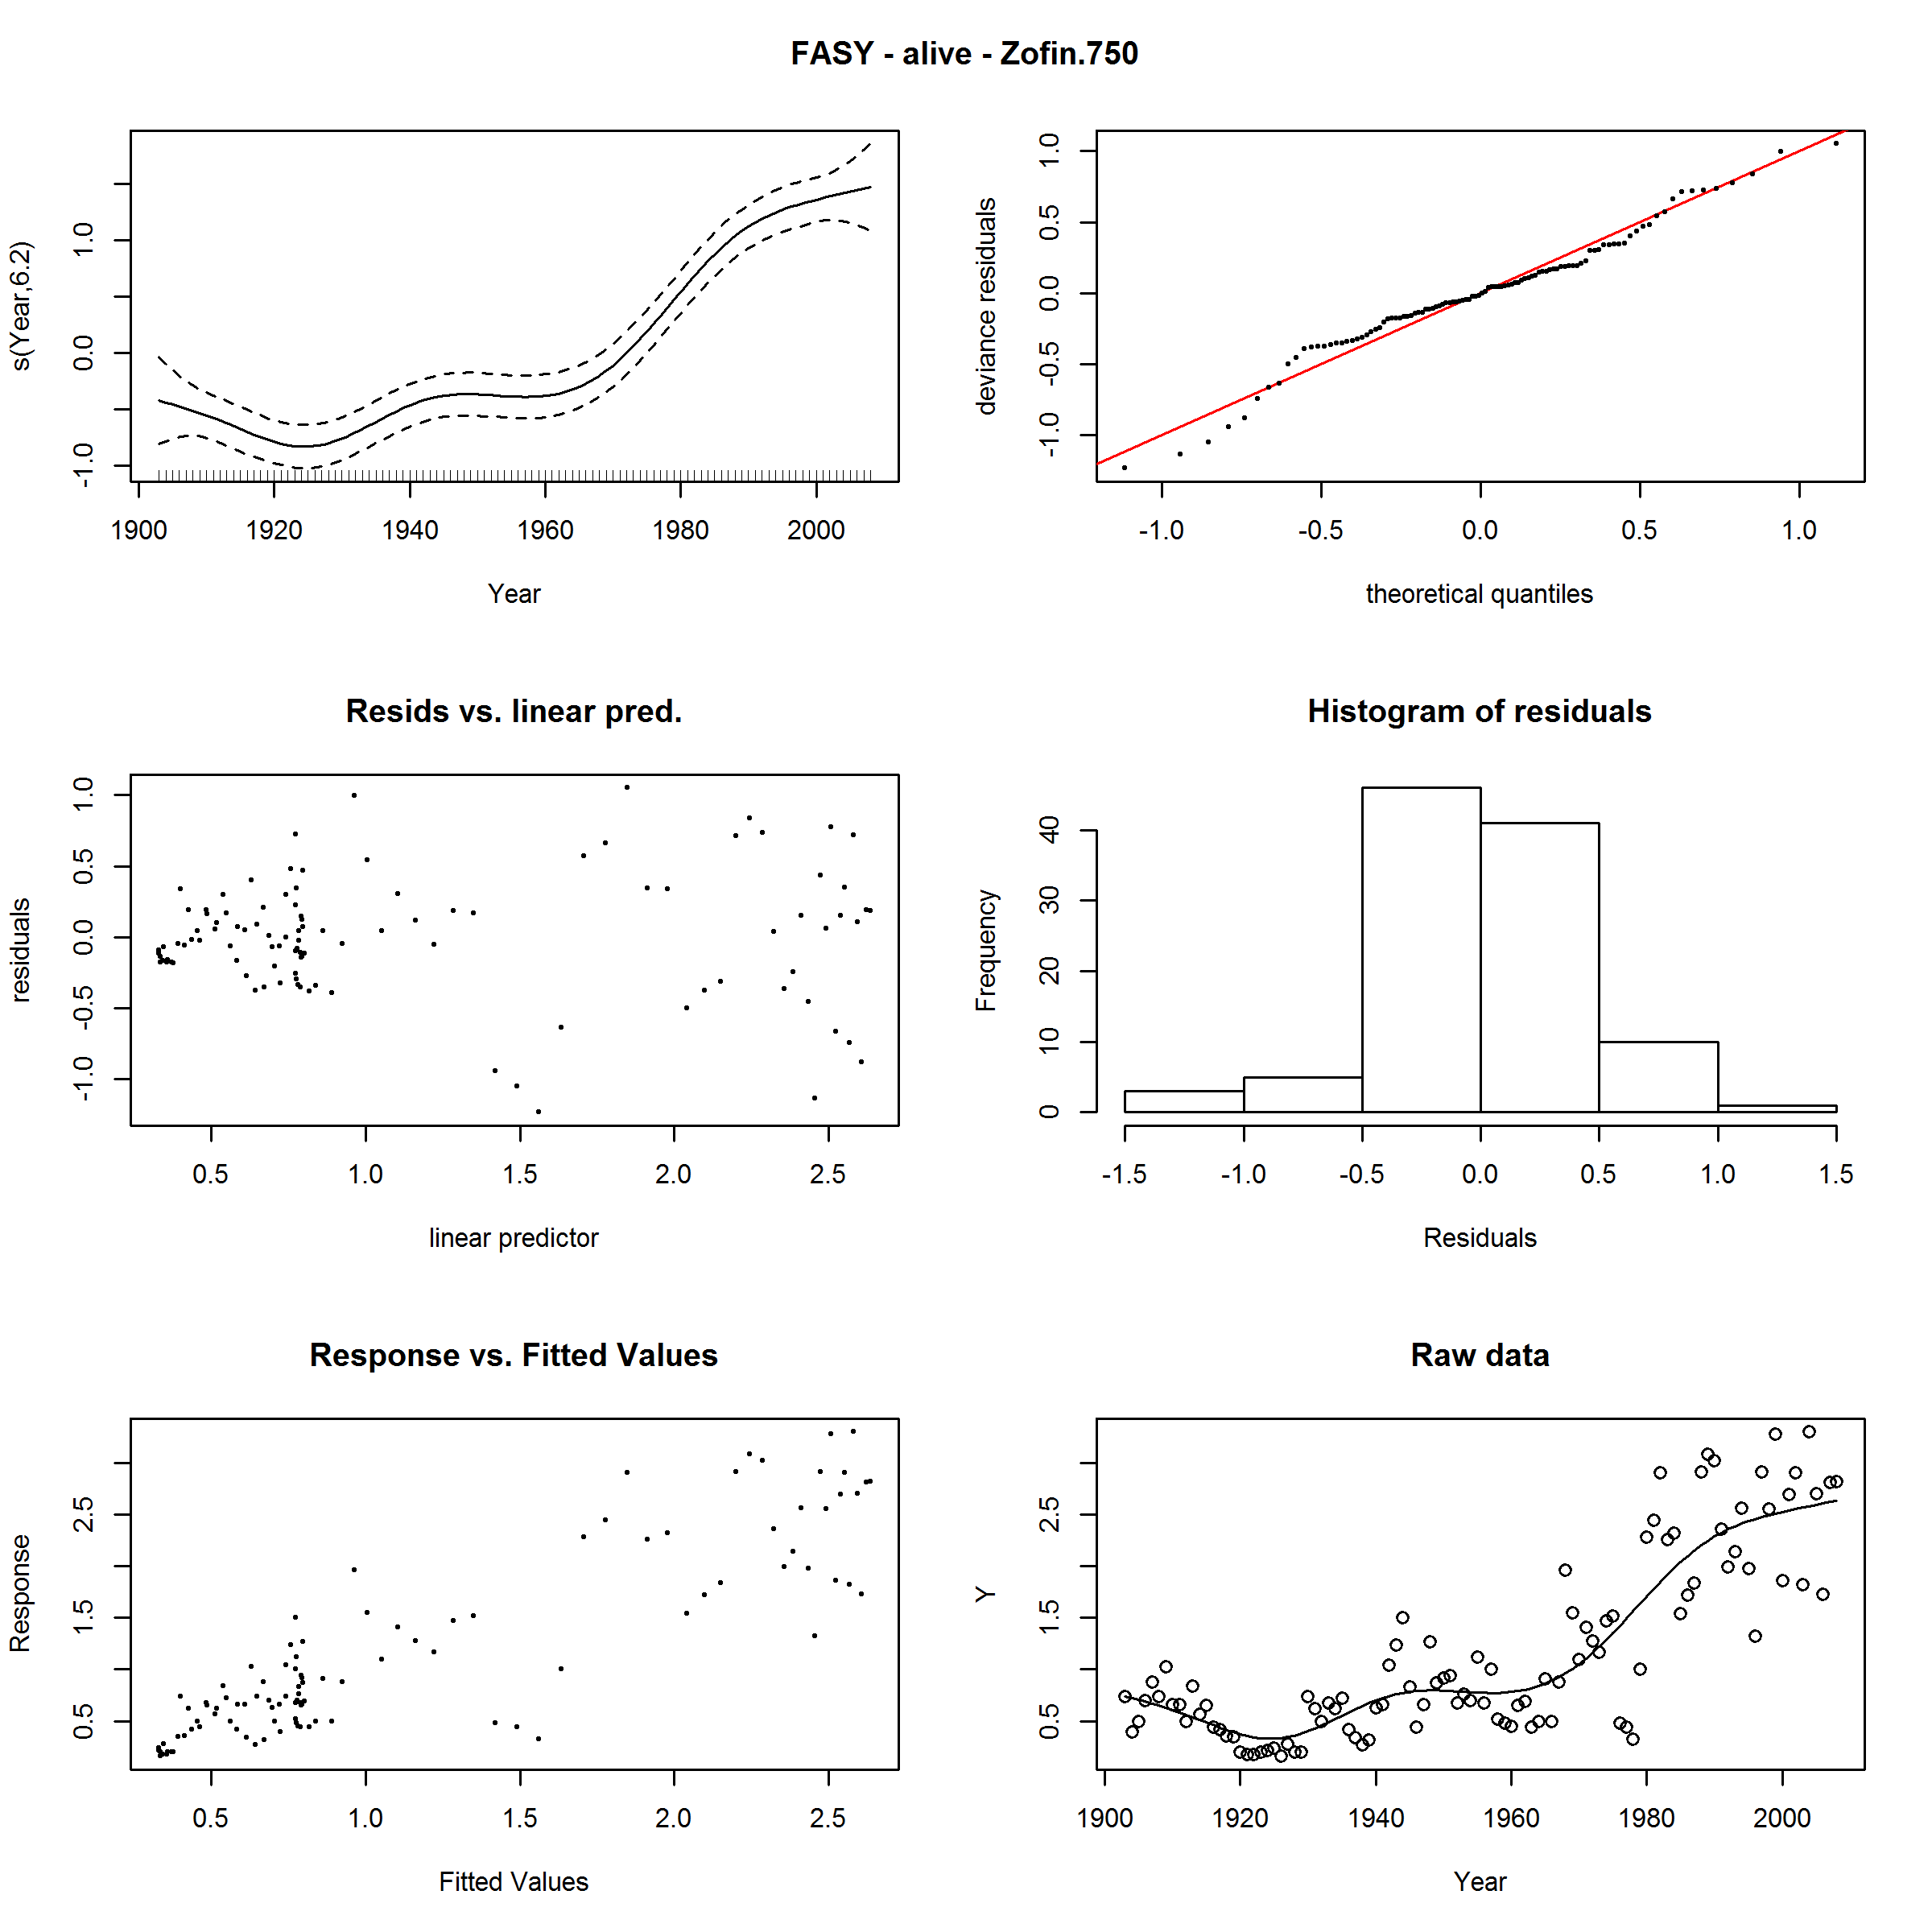 FASY - alive - Zofin.750
s(Year,6.2)
-1.0 0.0 1.0
1900 1920 1940 1960 1980 2000
Year
deviance residuals
-1.0 -0.5 0.0 0.5 1.0
-1.0 -0.5 0.0 0.5 1.0
theoretical quantiles
Resids vs. linear pred.
residuals
-1.0 -0.5 0.0 0.5 1.0
0.5 1.0 1.5 2.0 2.5
linear predictor
Histogram of residuals
Frequency
0 10 20 30 40
-1.5 -1.0 -0.5 0.0 0.5 1.0 1.5
Residuals
Response vs. Fitted Values
Response
0.5 1.5 2.5
0.5 1.0 1.5 2.0 2.5
Fitted Values
Raw data
Y
0.5 1.5 2.5
1900 1920 1940 1960 1980 2000
Year